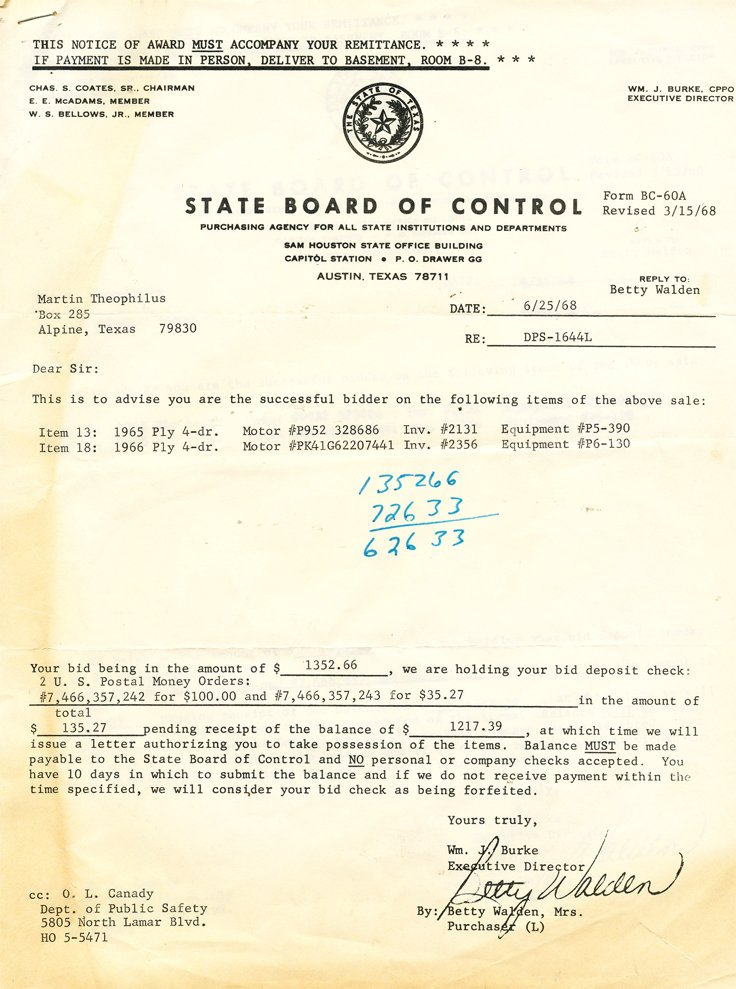 THIS NOTICE OF AWARD MUST ACCOMPANY YOUR REMITTANCE. * * * *
IF PAYMENT IS MADE IN PERSON, DELIVER TO BASEMENT, ROOM B-8. * * *
CHAS. S. COATES, SR., CHAIRMAN
E. E. McADAMS, MEMBER
W. S. BELLOWS, JR., MEMBER
THE STATE OF TEXAS
WM. J. BURKE, CPPO
EXECUTIVE DIRECTOR
STATE BOARD OF CONTROL
Form BC-60A
Revised 3/15/68
PURCHASING AGENCY FOR ALL STATE INSTITUTIONS AND DEPARTMENTS
SAM HOUSTON STATE OFFICE BUILDING
CAPITOL STATION • P. O. DRAWER GG
AUSTIN, TEXAS 78711
REPLY TO:
Betty Walden
Martin Theophilus
Box 285
Alpine, Texas 79830
DATE: 6/25/68
RE: DPS-1644L
Dear Sir:
This is to advise you are the successful bidder on the following items of the above sale:
Item 13: 1965 Ply 4-dr. Motor #P952 328686 Inv. #2131 Equipment #P5-390
Item 18: 1966 Ply 4-dr. Motor #PK41G62207441 Inv. #2356 Equipment #P6-130
135266
72633
62633
Your bid being in the amount of $ 1352.66 , we are holding your bid deposit check:
2 U. S. Postal Money Orders:
#7,466,357,242 for $100.00 and #7,466,357,243 for $35.27 in the amount of
total
$ 135.27 pending receipt of the balance of $ 1217.39 , at which time we will
issue a letter authorizing you to take possession of the items. Balance MUST be made
payable to the State Board of Control and NO personal or company checks accepted. You
have 10 days in which to submit the balance and if we do not receive payment within the
time specified, we will consider your bid check as being forfeited.
Yours truly,
Wm. J. Burke
Executive Director
Betty Walden
By: Betty Walden, Mrs.
Purchaser (L)
cc: O. L. Canady
Dept. of Public Safety
5805 North Lamar Blvd.
HO 5-5471